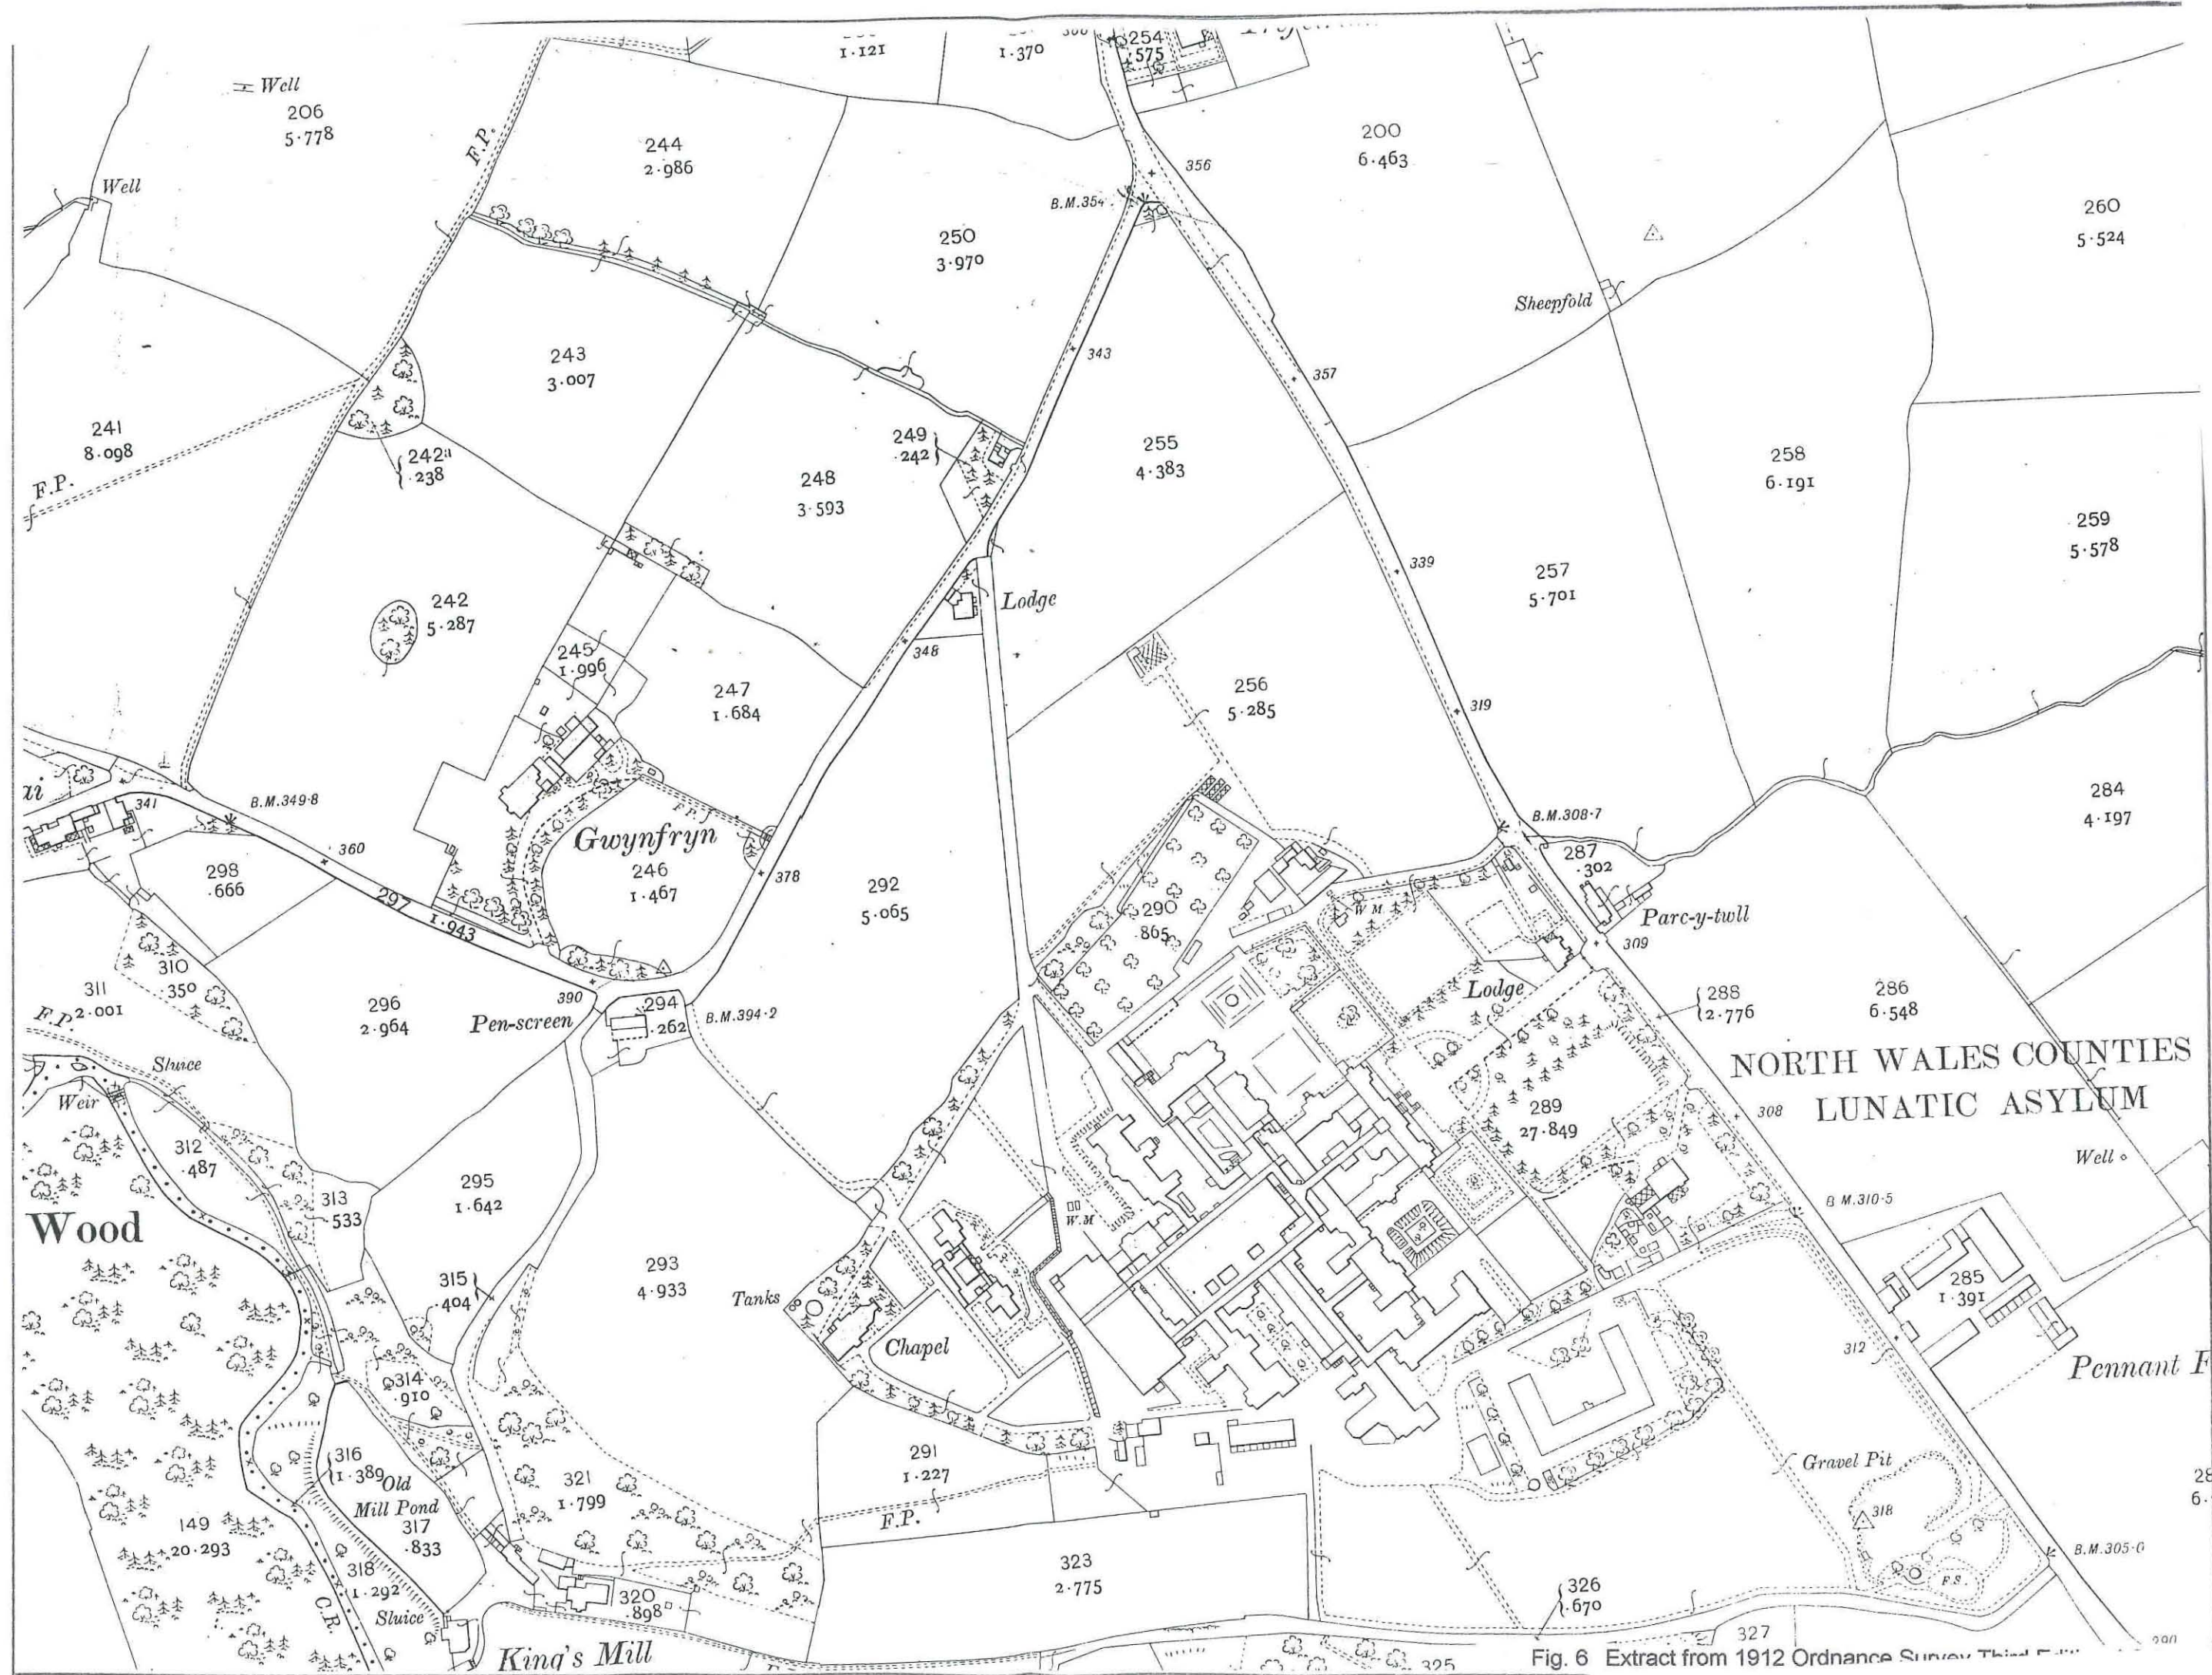 1·121
1·370
254
.575
Well
206
5·778
F.P.
244
2·986
200
6·463
356
Well
B.M.354
250
3·970
260
5·524
Sheepfold
243
3·007
343
357
241
8·098
F.P.
242a
·238
249
·242
248
3·593
255
4·383
258
6·191
259
5·578
339
257
5·701
242
5·287
Lodge
348
245
1·996
247
1·684
256
5·285
319
341
B.M.349·8
B.M.308·7
284
4·197
360
Gwynfryn
F.P.
246
1·467
378
298
.666
297
1·943
292
5·065
290
.865
287
·302
W M
Parc-y-twll
309
310
.350
311
2·001
F.P.
296
2·964
390
Pen-screen
294
·262
B.M.394·2
Lodge
288
2·776
286
6·548
NORTH WALES COUNTIES
LUNATIC ASYLUM
Sluice
Weir
289
27·849
308
Well
312
·487
313
·533
295
1·642
W.M
B M.310·5
Wood
293
4·933
315
·404
Tanks
Chapel
285
1·391
312
Pennant F
314
·910
316
1·389
Old
Mill Pond
317
·833
321
1·799
291
1·227
F.P.
Gravel Pit
318
149
20·293
318
1·292
C.R.
Sluice
320
·898
323
2·775
326
·670
F.S.
B.M.305·0
King's Mill
327
325
290
Fig. 6 Extract from 1912 Ordnance Survey Third